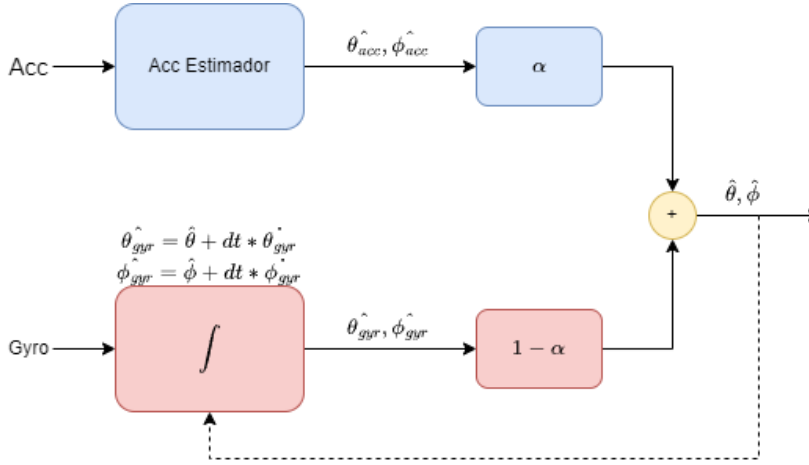 Acc
Acc Estimador
θ̂_acc, ϕ̂_acc
α
θ̂, ϕ̂
+
θ̂_gyr = θ̂ + dt * θ̇_gyr
ϕ̂_gyr = ϕ̂ + dt * ϕ̇_gyr
Gyro
∫
θ̂_gyr, ϕ̂_gyr
1 − α